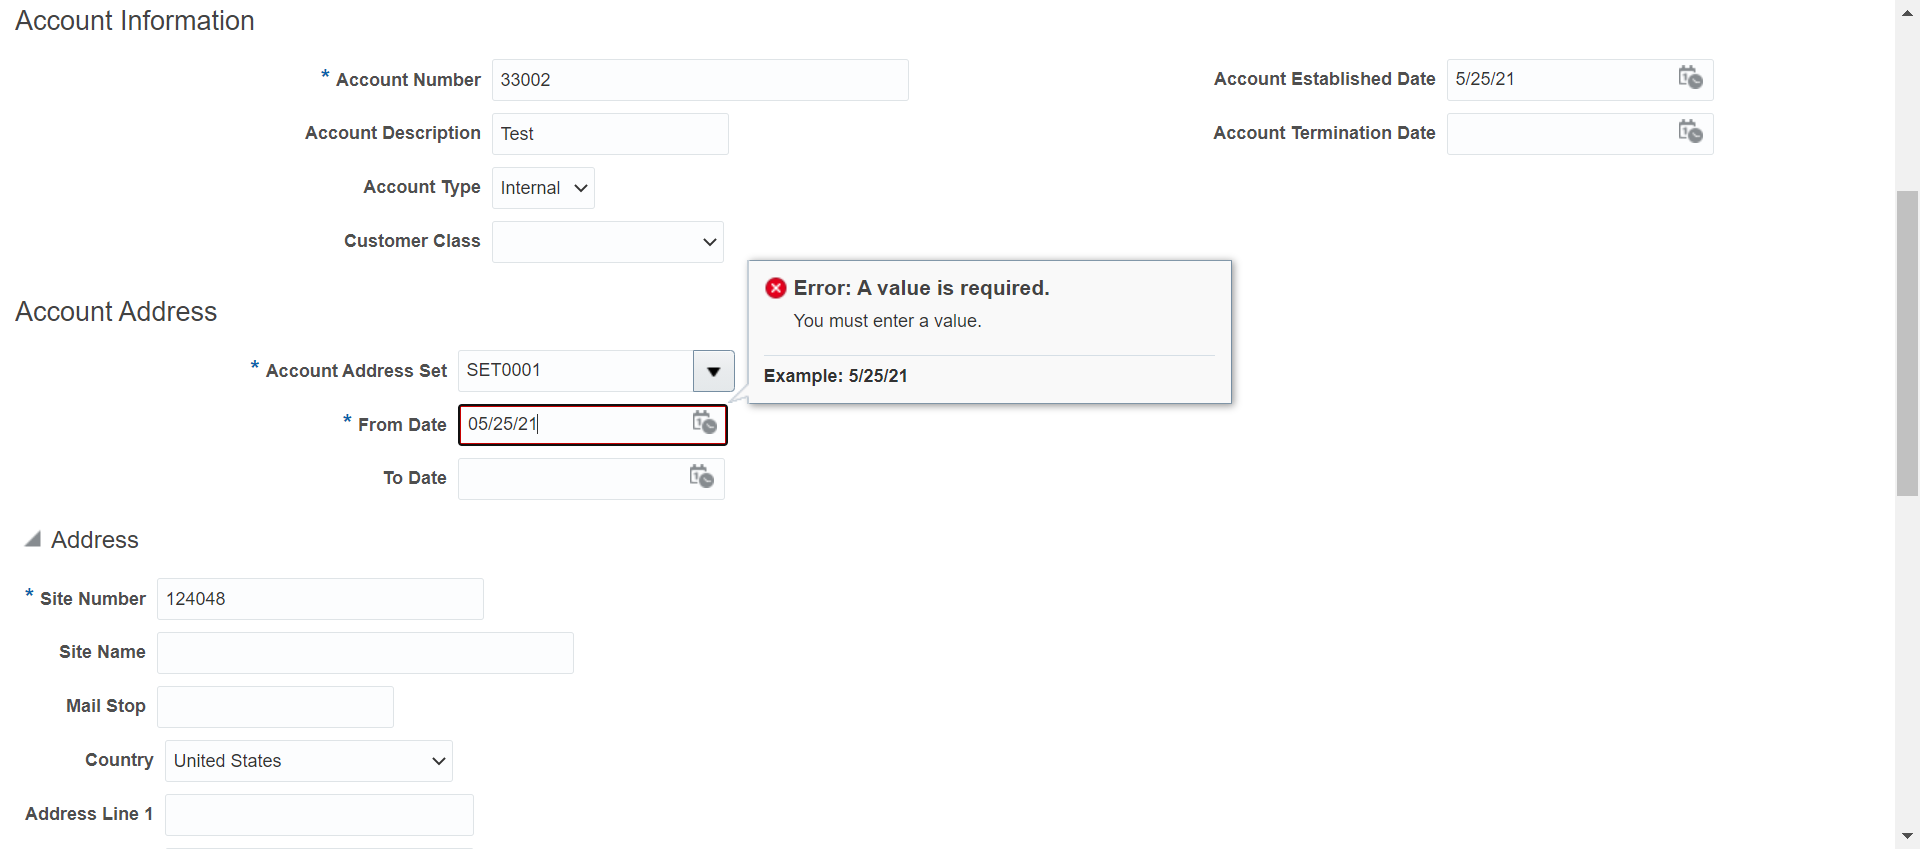 Account Information
* Account Number 33002
Account Established Date 5/25/21
Account Description Test
Account Termination Date
Account Type Internal
Customer Class
Error: A value is required.
You must enter a value.
Example: 5/25/21
Account Address
* Account Address Set SET0001
* From Date 05/25/21
To Date
Address
* Site Number 124048
Site Name
Mail Stop
Country United States
Address Line 1